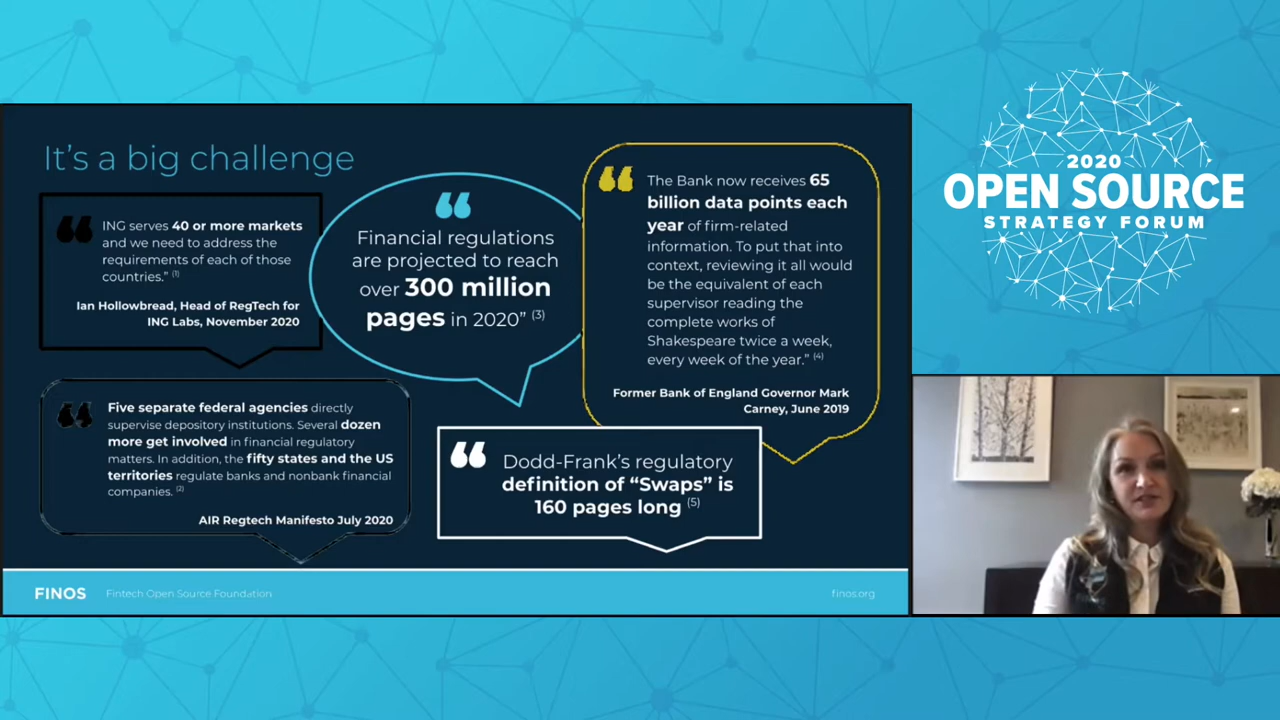 It's a big challenge
ING serves 40 or more markets
and we need to address the
requirements of each of those
countries.” (1)
Ian Hollowbread, Head of RegTech for
ING Labs, November 2020
“
Financial regulations
are projected to reach
over 300 million
pages in 2020” (3)
“
The Bank now receives 65
billion data points each
year of firm-related
information. To put that into
context, reviewing it all would
be the equivalent of each
supervisor reading the
complete works of
Shakespeare twice a week,
every week of the year.” (4)
Former Bank of England Governor Mark
Carney, June 2019
“
Five separate federal agencies directly
supervise depository institutions. Several dozen
more get involved in financial regulatory
matters. In addition, the fifty states and the US
territories regulate banks and nonbank financial
companies. (2)
AIR Regtech Manifesto July 2020
“
Dodd-Frank's regulatory
definition of “Swaps” is
160 pages long (5)
FINOS Fintech Open Source Foundation finos.org
2020
OPEN SOURCE
STRATEGY FORUM